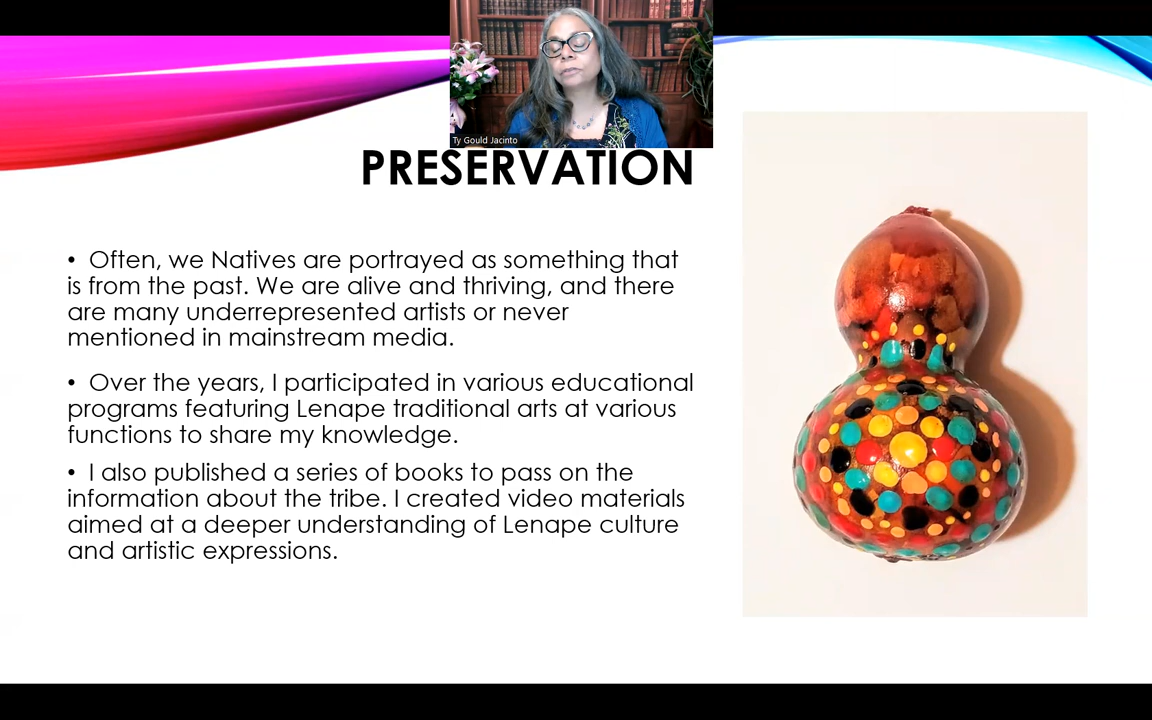 Ty Gould Jacinto
PRESERVATION
• Often, we Natives are portrayed as something that
is from the past. We are alive and thriving, and there
are many underrepresented artists or never
mentioned in mainstream media.
• Over the years, I participated in various educational
programs featuring Lenape traditional arts at various
functions to share my knowledge.
• I also published a series of books to pass on the
information about the tribe. I created video materials
aimed at a deeper understanding of Lenape culture
and artistic expressions.